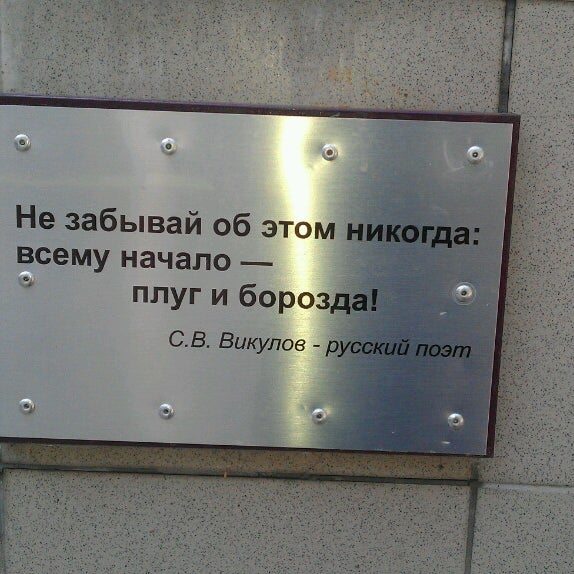 Не забывай об этом никогда:
всему начало —
плуг и борозда!
С.В. Викулов - русский поэт